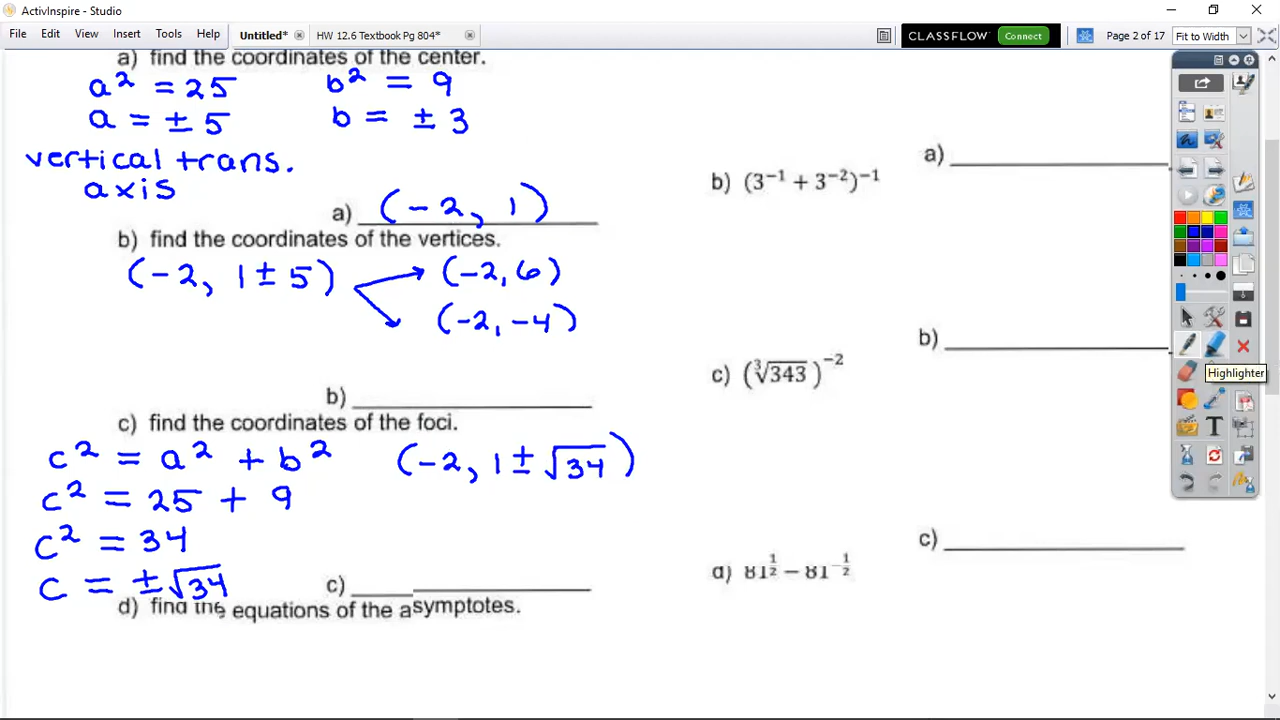 ActivInspire - Studio
File Edit View Insert Tools Help Untitled* HW 12.6 Textbook Pg 804* CLASSFLOW Connect Page 2 of 17 Fit to Width
a) find the coordinates of the center.
a² = 25 b² = 9
a = ± 5 b = ± 3
vertical trans.
axis
a) (-2, 1)
b) find the coordinates of the vertices.
(-2, 1 ± 5) (-2, 6)
(-2, -4)
b)
c) find the coordinates of the foci.
c² = a² + b² (-2, 1 ± √34)
c² = 25 + 9
c² = 34
c = ± √34
c)
d) find the equations of the asymptotes.
a)
b) (3⁻¹ + 3⁻²)⁻¹
b)
c) (∛343)⁻²
c)
d) 81^½ − 81^−½
T
Highlighter